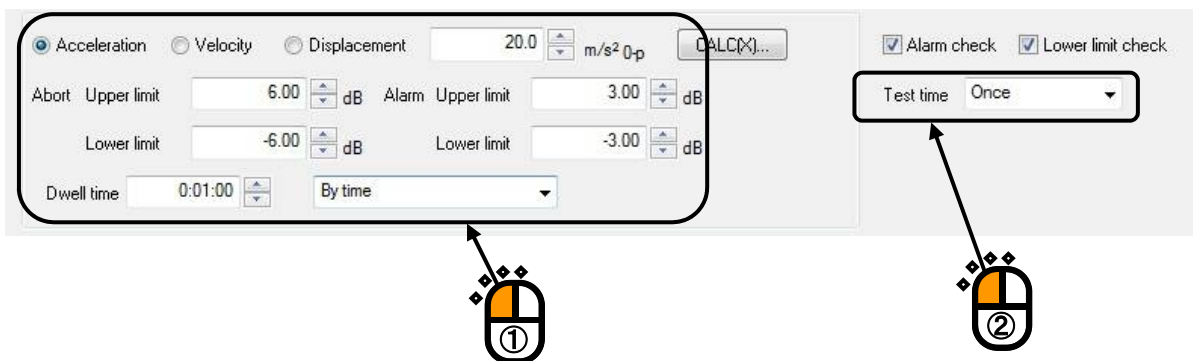 Acceleration Velocity Displacement 20.0 m/s² 0-p CALC(X)... Alarm check Lower limit check
Abort Upper limit 6.00 dB Alarm Upper limit 3.00 dB Test time Once
Lower limit -6.00 dB Lower limit -3.00 dB
Dwell time 0:01:00 By time
① ②